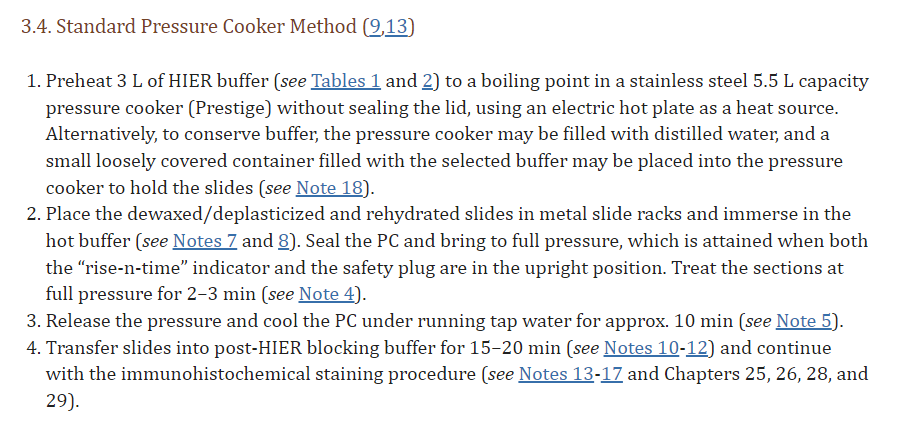 3.4. Standard Pressure Cooker Method (9,13)
1. Preheat 3 L of HIER buffer (see Tables 1 and 2) to a boiling point in a stainless steel 5.5 L capacity
pressure cooker (Prestige) without sealing the lid, using an electric hot plate as a heat source.
Alternatively, to conserve buffer, the pressure cooker may be filled with distilled water, and a
small loosely covered container filled with the selected buffer may be placed into the pressure
cooker to hold the slides (see Note 18).
2. Place the dewaxed/deplasticized and rehydrated slides in metal slide racks and immerse in the
hot buffer (see Notes 7 and 8). Seal the PC and bring to full pressure, which is attained when both
the “rise-n-time” indicator and the safety plug are in the upright position. Treat the sections at
full pressure for 2–3 min (see Note 4).
3. Release the pressure and cool the PC under running tap water for approx. 10 min (see Note 5).
4. Transfer slides into post-HIER blocking buffer for 15–20 min (see Notes 10-12) and continue
with the immunohistochemical staining procedure (see Notes 13-17 and Chapters 25, 26, 28, and
29).